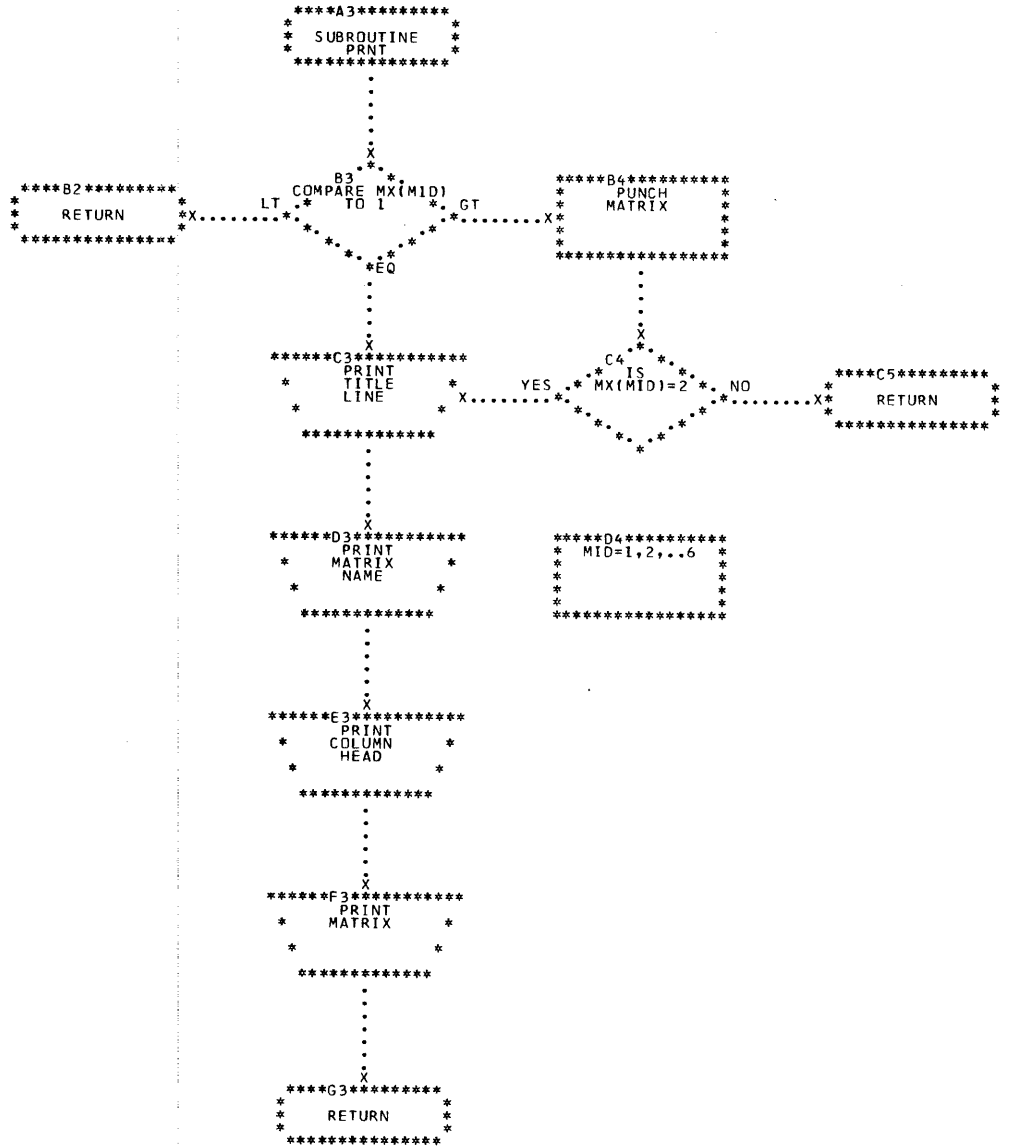 A3
SUBROUTINE
PRNT
B3
COMPARE MX(MID)
TO 1
LT
GT
EQ
B2
RETURN
B4
PUNCH
MATRIX
C3
PRINT
TITLE
LINE
C4
IS
MX(MID)=2
YES
NO
C5
RETURN
D3
PRINT
MATRIX
NAME
D4
MID=1,2,..6
E3
PRINT
COLUMN
HEAD
F3
PRINT
MATRIX
G3
RETURN